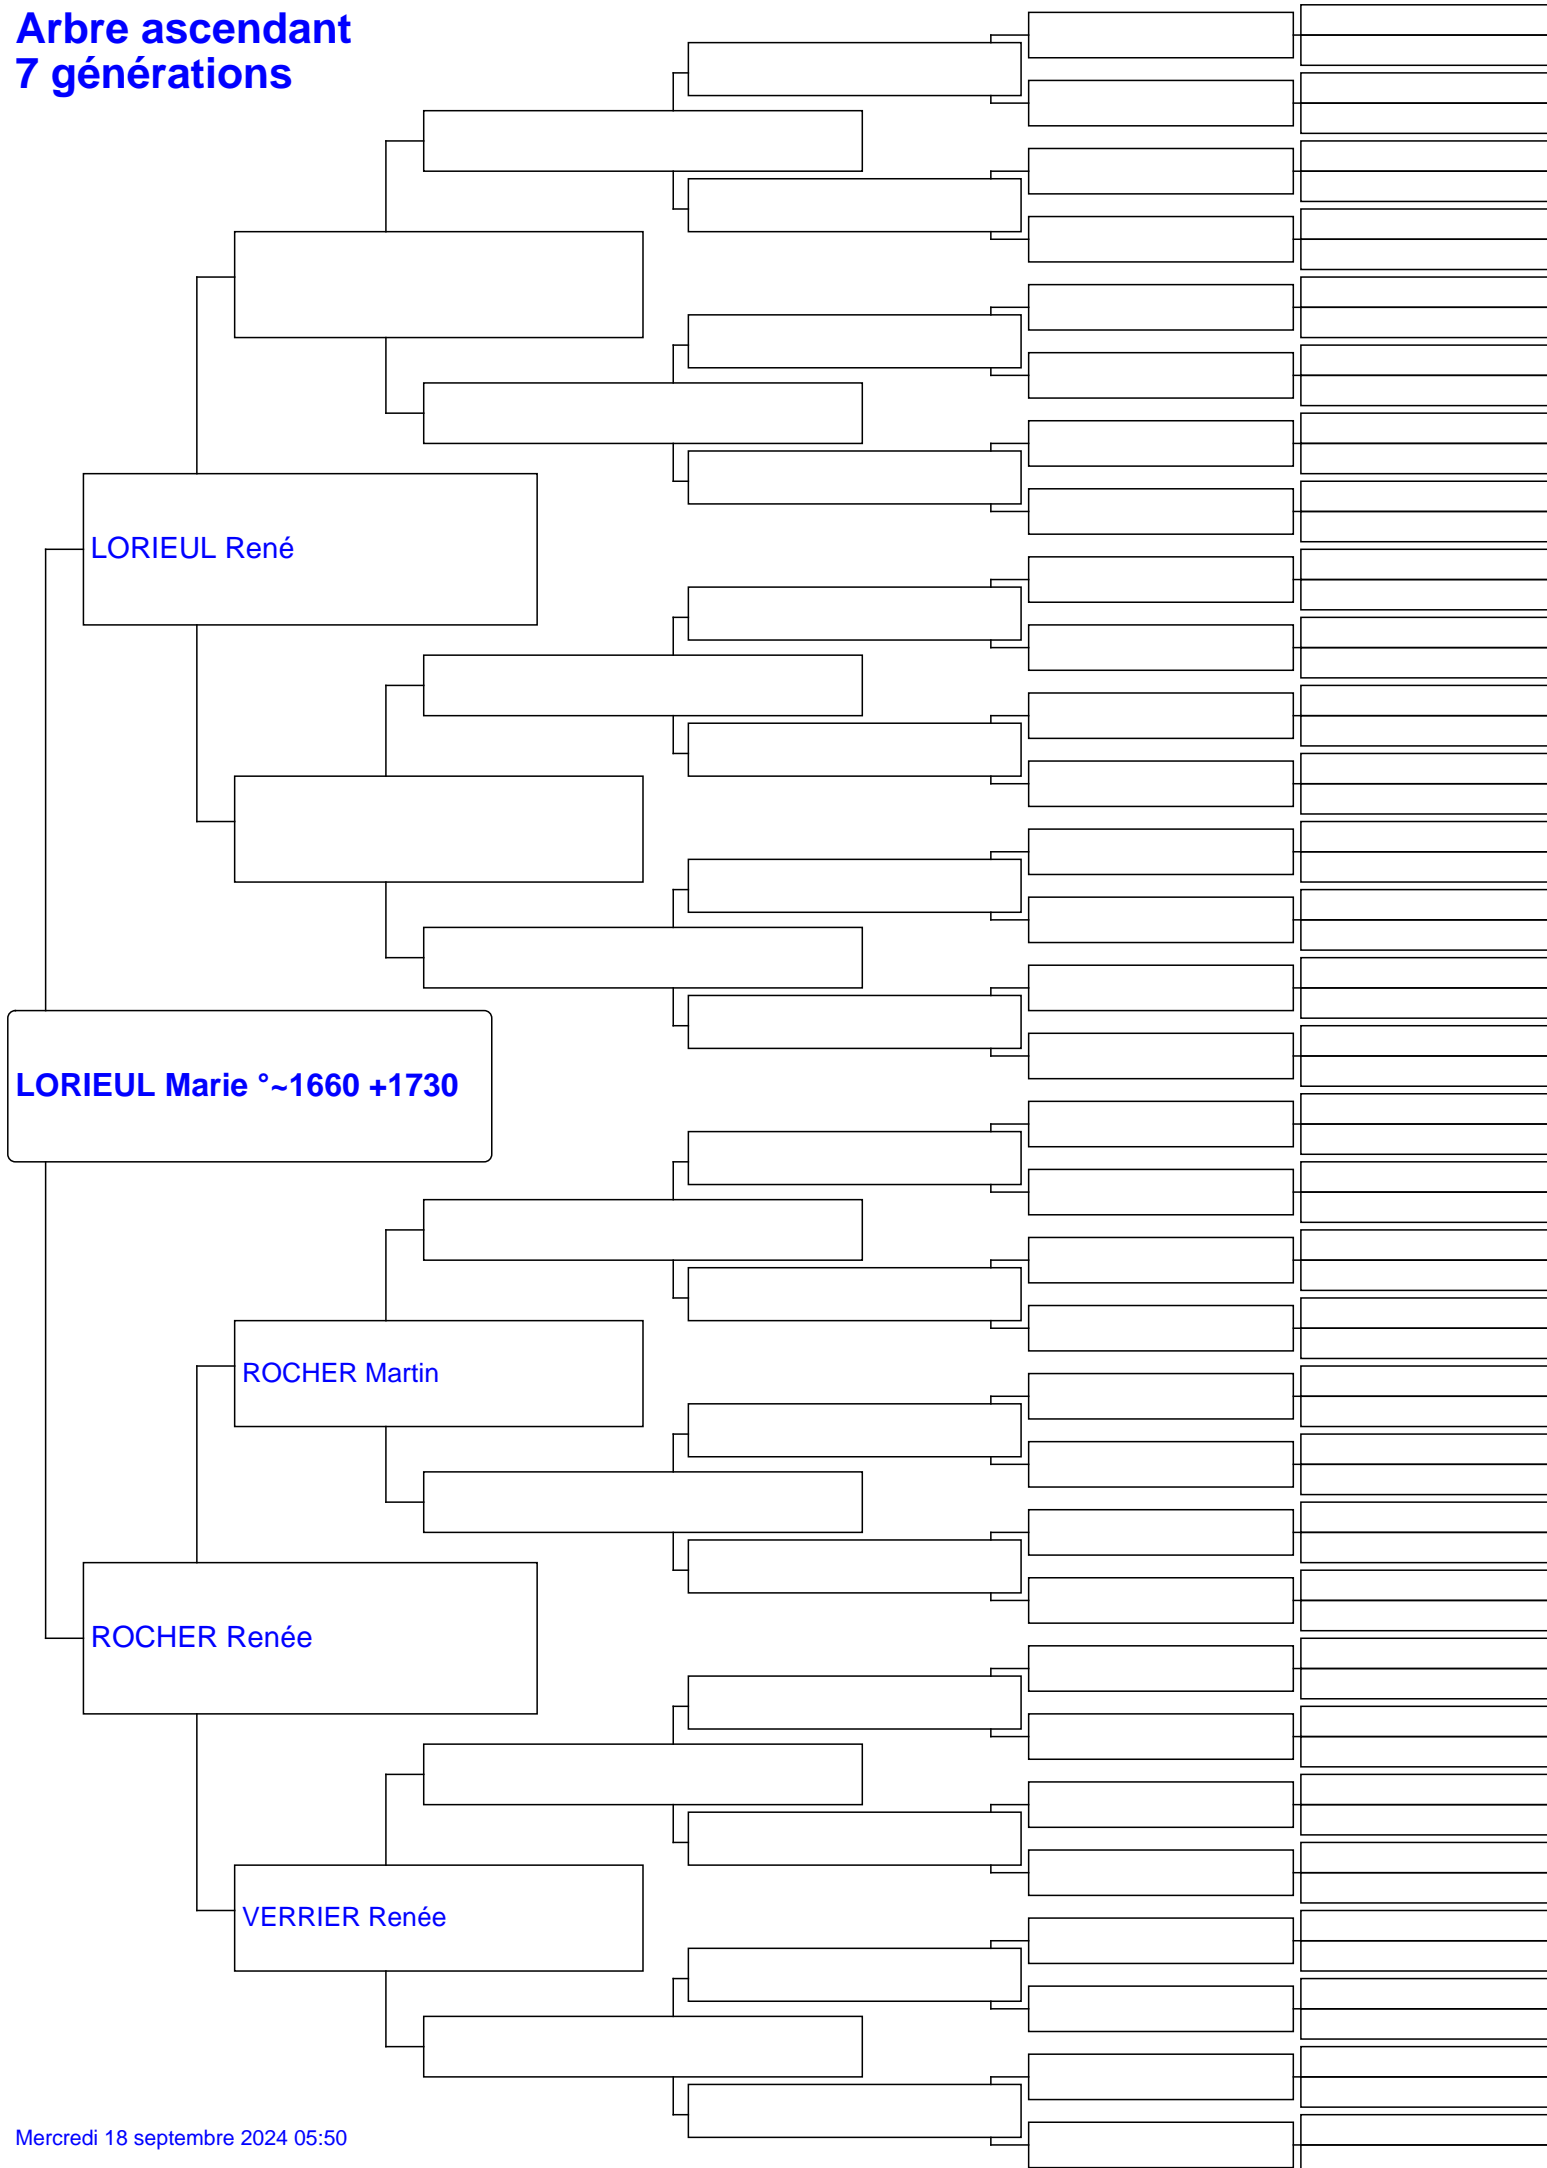 Arbre ascendant
7 générations
LORIEUL René
LORIEUL Marie °~1660 +1730
ROCHER Martin
ROCHER Renée
VERRIER Renée
Mercredi 18 septembre 2024 05:50